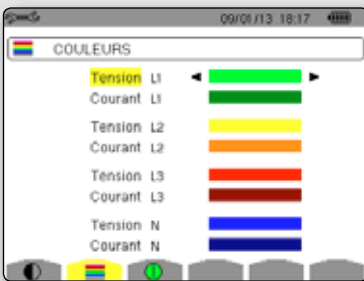 09/01/13 18:17
COULEURS
Tension L1
Courant L1
Tension L2
Courant L2
Tension L3
Courant L3
Tension N
Courant N